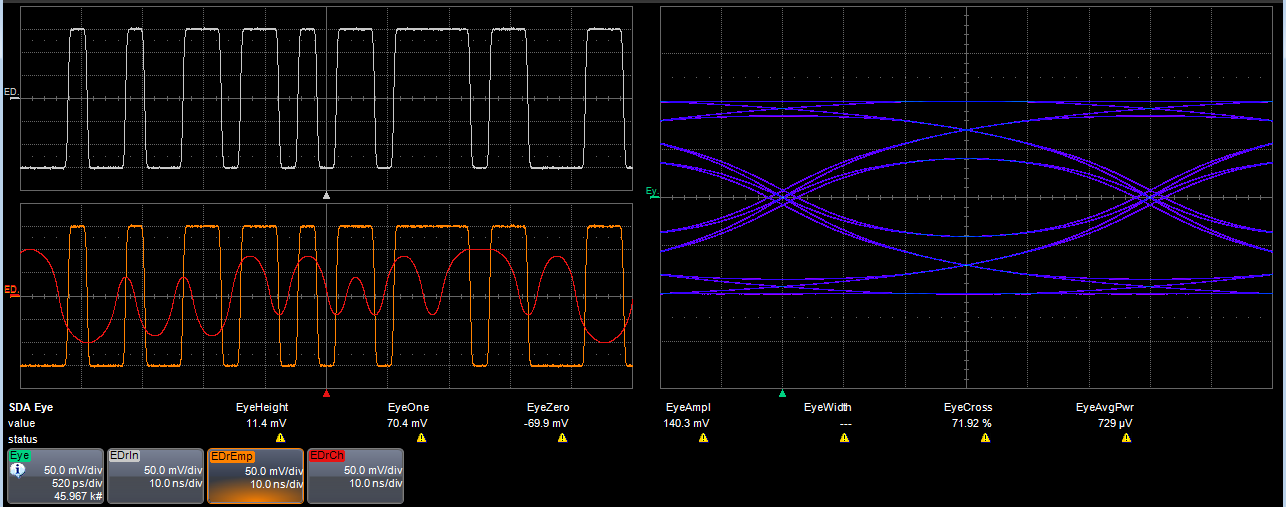 ED.
ED.
Ey.
SDA Eye EyeHeight EyeOne EyeZero EyeAmpl EyeWidth EyeCross EyeAvgPwr
value 11.4 mV 70.4 mV -69.9 mV 140.3 mV --- 71.92 % 729 µV
status
Eye EDrIn EDrEmp EDrCh
i 50.0 mV/div 50.0 mV/div 50.0 mV/div 50.0 mV/div
520 ps/div 10.0 ns/div 10.0 ns/div 10.0 ns/div
45.967 k#